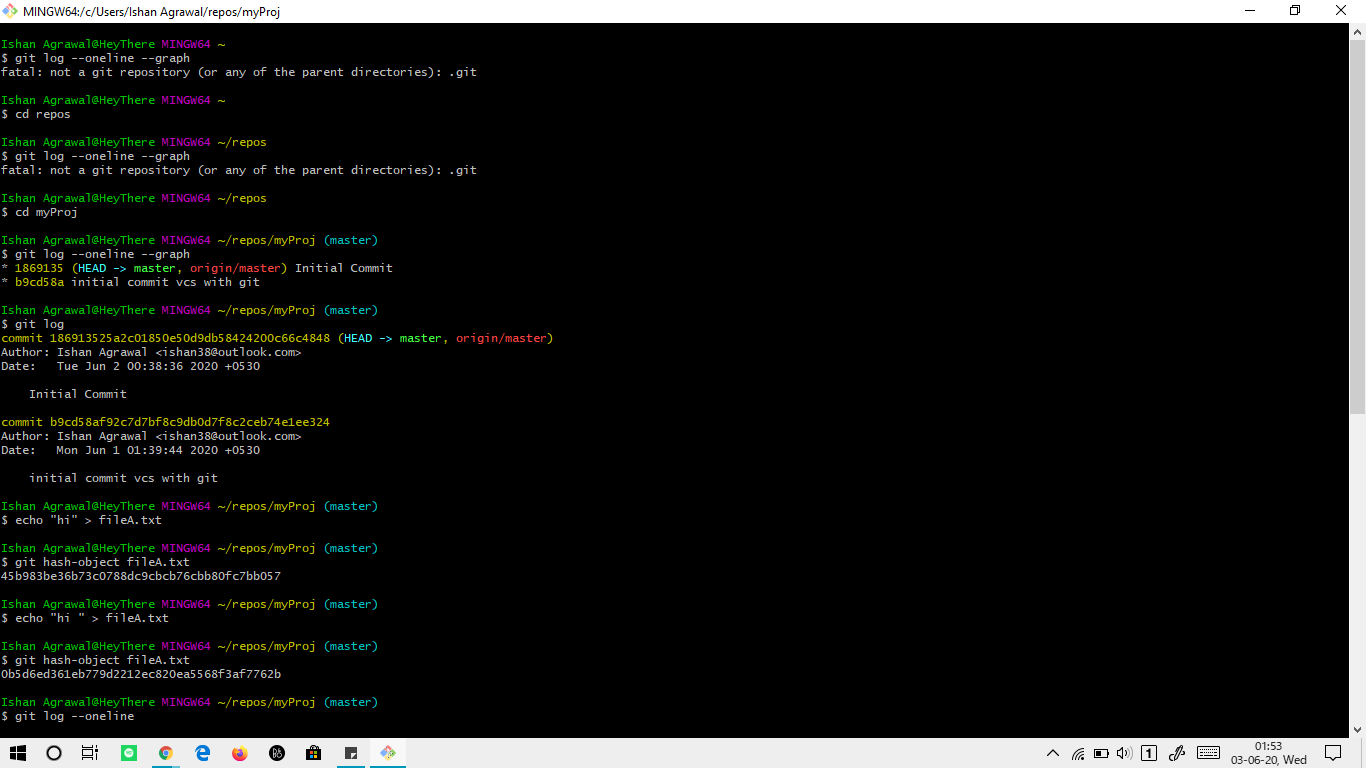 MINGW64:/c/Users/Ishan Agrawal/repos/myProj
Ishan Agrawal@HeyThere MINGW64 ~
$ git log --oneline --graph
fatal: not a git repository (or any of the parent directories): .git
Ishan Agrawal@HeyThere MINGW64 ~
$ cd repos
Ishan Agrawal@HeyThere MINGW64 ~/repos
$ git log --oneline --graph
fatal: not a git repository (or any of the parent directories): .git
Ishan Agrawal@HeyThere MINGW64 ~/repos
$ cd myProj
Ishan Agrawal@HeyThere MINGW64 ~/repos/myProj (master)
$ git log --oneline --graph
* 1869135 (HEAD -> master, origin/master) Initial Commit
* b9cd58a initial commit vcs with git
Ishan Agrawal@HeyThere MINGW64 ~/repos/myProj (master)
$ git log
commit 186913525a2c01850e50d9db58424200c66c4848 (HEAD -> master, origin/master)
Author: Ishan Agrawal <ishan38@outlook.com>
Date:   Tue Jun 2 00:38:36 2020 +0530
    Initial Commit
commit b9cd58af92c7d7bf8c9db0d7f8c2ceb74e1ee324
Author: Ishan Agrawal <ishan38@outlook.com>
Date:   Mon Jun 1 01:39:44 2020 +0530
    initial commit vcs with git
Ishan Agrawal@HeyThere MINGW64 ~/repos/myProj (master)
$ echo "hi" > fileA.txt
Ishan Agrawal@HeyThere MINGW64 ~/repos/myProj (master)
$ git hash-object fileA.txt
45b983be36b73c0788dc9cbcb76cbb80fc7bb057
Ishan Agrawal@HeyThere MINGW64 ~/repos/myProj (master)
$ echo "hi " > fileA.txt
Ishan Agrawal@HeyThere MINGW64 ~/repos/myProj (master)
$ git hash-object fileA.txt
0b5d6ed361eb779d2212ec820ea5568f3af7762b
Ishan Agrawal@HeyThere MINGW64 ~/repos/myProj (master)
$ git log --oneline
1
01:53
03-06-20, Wed